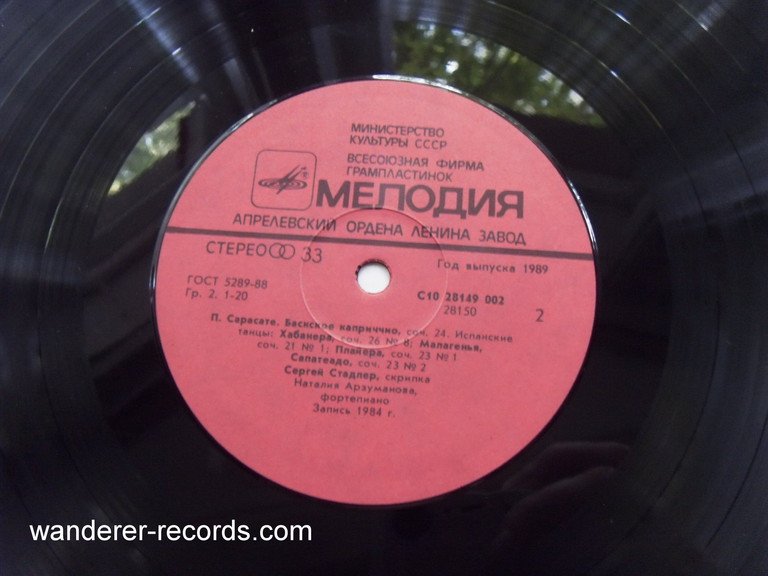 МИНИСТЕРСТВО
КУЛЬТУРЫ СССР
ВСЕСОЮЗНАЯ ФИРМА
ГРАМПЛАСТИНОК
МЕЛОДИЯ
АПРЕЛЕВСКИЙ ОРДЕНА ЛЕНИНА ЗАВОД
СТЕРЕО 33
Год выпуска 1989
ГОСТ 5289-88
Гр. 2. 1-20
С10 28149 002
28150
2
П. Сарасате. Баскское каприччио, соч. 24. Испанские
танцы: Хабанера, соч. 26 № 8; Малагенья,
соч. 21 № 1; Плайера, соч. 23 № 1
Сапатеадо, соч. 23 № 2
Сергей Стадлер, скрипка
Наталия Арзуманова,
фортепиано
Запись 1984 г.
wanderer-records.com